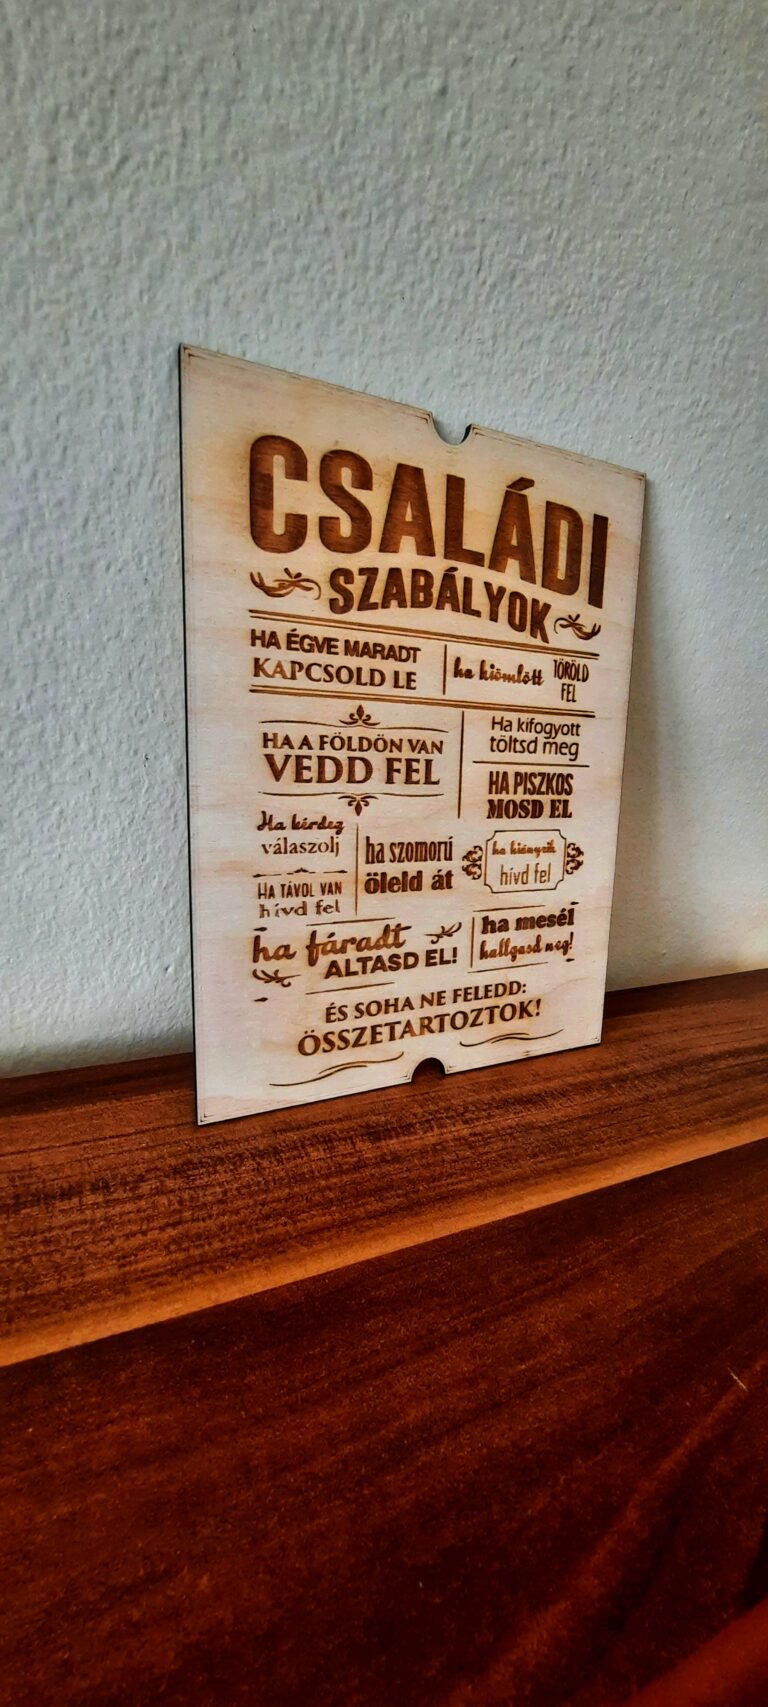 CSALÁDI
SZABÁLYOK
HA ÉGVE MARADT
KAPCSOLD LE
ha kiömlött
TÖRÖLD
FEL
HA A FÖLDÖN VAN
VEDD FEL
Ha kifogyott
töltsd meg
HA PISZKOS
MOSD EL
Ha kérdez
válaszolj
HA TÁVOL VAN
hívd fel
ha szomorú
öleld át
ha hiányzik
hívd fel
ha fáradt
ALTASD EL!
ha mesél
hallgasd meg!
ÉS SOHA NE FELEDD:
ÖSSZETARTOZTOK!